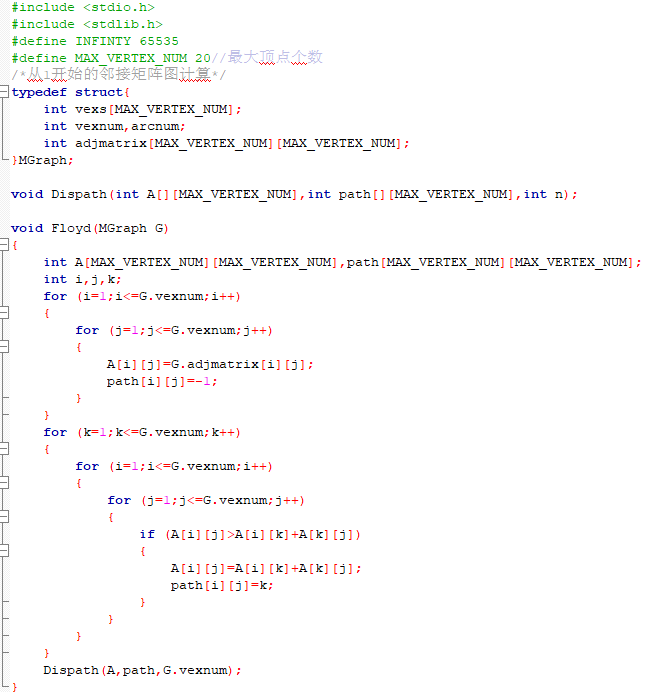 #include <stdio.h>
#include <stdlib.h>
#define INFINTY 65535
#define MAX_VERTEX_NUM 20//最大顶点个数
/*从1开始的邻接矩阵图计算*/
typedef struct{
    int vexs[MAX_VERTEX_NUM];
    int vexnum,arcnum;
    int adjmatrix[MAX_VERTEX_NUM][MAX_VERTEX_NUM];
}MGraph;

void Dispath(int A[][MAX_VERTEX_NUM],int path[][MAX_VERTEX_NUM],int n);

void Floyd(MGraph G)
{
    int A[MAX_VERTEX_NUM][MAX_VERTEX_NUM],path[MAX_VERTEX_NUM][MAX_VERTEX_NUM];
    int i,j,k;
    for (i=1;i<=G.vexnum;i++)
    {
        for (j=1;j<=G.vexnum;j++)
        {
            A[i][j]=G.adjmatrix[i][j];
            path[i][j]=-1;
        }
    }
    for (k=1;k<=G.vexnum;k++)
    {
        for (i=1;i<=G.vexnum;i++)
        {
            for (j=1;j<=G.vexnum;j++)
            {
                if (A[i][j]>A[i][k]+A[k][j])
                {
                    A[i][j]=A[i][k]+A[k][j];
                    path[i][j]=k;
                }
            }
        }
    }
    Dispath(A,path,G.vexnum);
}